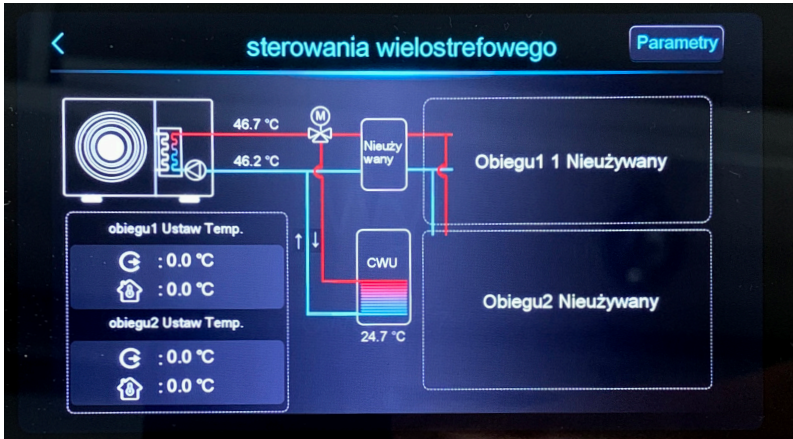 sterowania wielostrefowego
Parametry
46.7 °C
M
46.2 °C
Nieuży
wany
Obiegu1 1 Nieużywany
obiegu1 Ustaw Temp.
: 0.0 °C
: 0.0 °C
obiegu2 Ustaw Temp.
: 0.0 °C
: 0.0 °C
CWU
24.7 °C
Obiegu2 Nieużywany